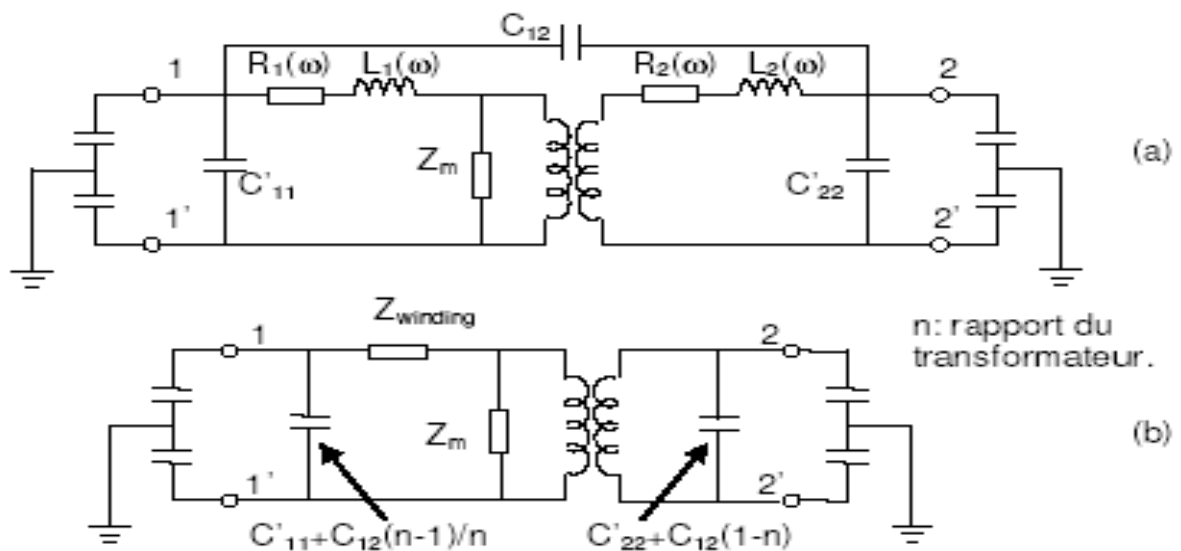 C12
1
R1(ω)
L1(ω)
R2(ω)
L2(ω)
2
(a)
C'11
Zm
C'22
1'
2'
Zwinding
n: rapport du
transformateur.
1
2
Zm
(b)
1'
2'
C'11+C12(n-1)/n
C'22+C12(1-n)